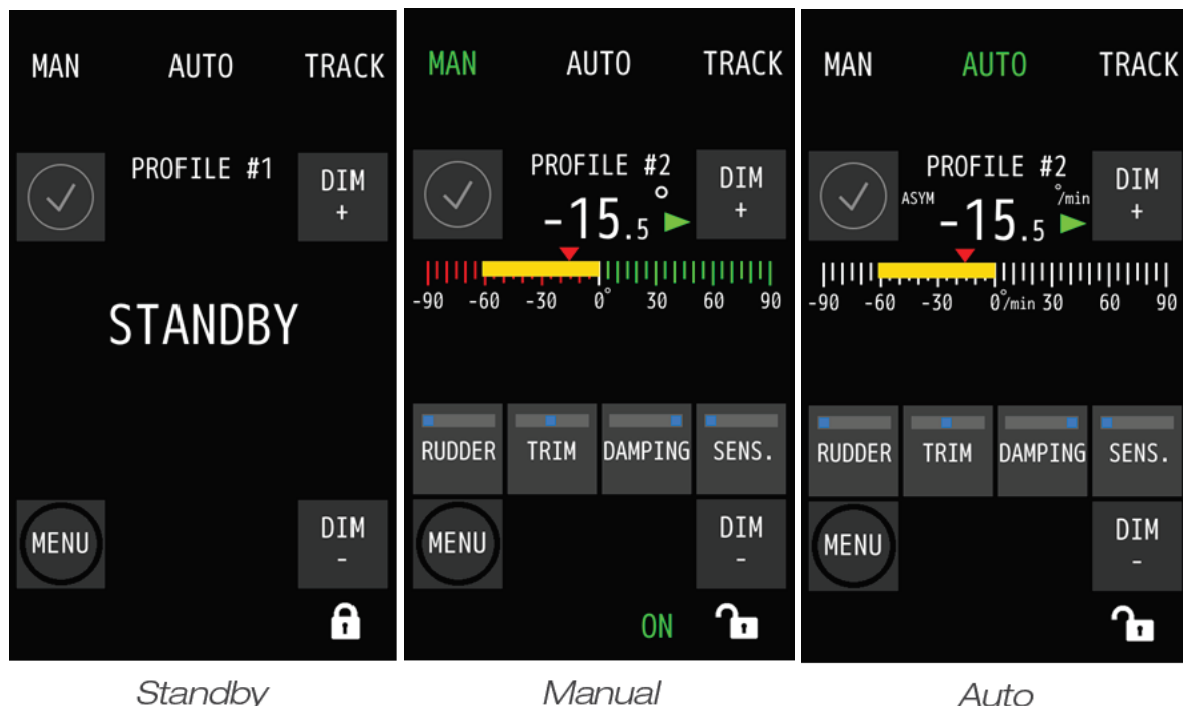 MAN AUTO TRACK
PROFILE #1
DIM
+
STANDBY
MENU
DIM
-
Standby
MAN AUTO TRACK
PROFILE #2
DIM
+
-15.5°
-90 -60 -30 0° 30 60 90
RUDDER TRIM DAMPING SENS.
MENU
DIM
-
ON
Manual
MAN AUTO TRACK
PROFILE #2
DIM
+
ASYM -15.5 °/min
-90 -60 -30 0°/min 30 60 90
RUDDER TRIM DAMPING SENS.
MENU
DIM
-
Auto